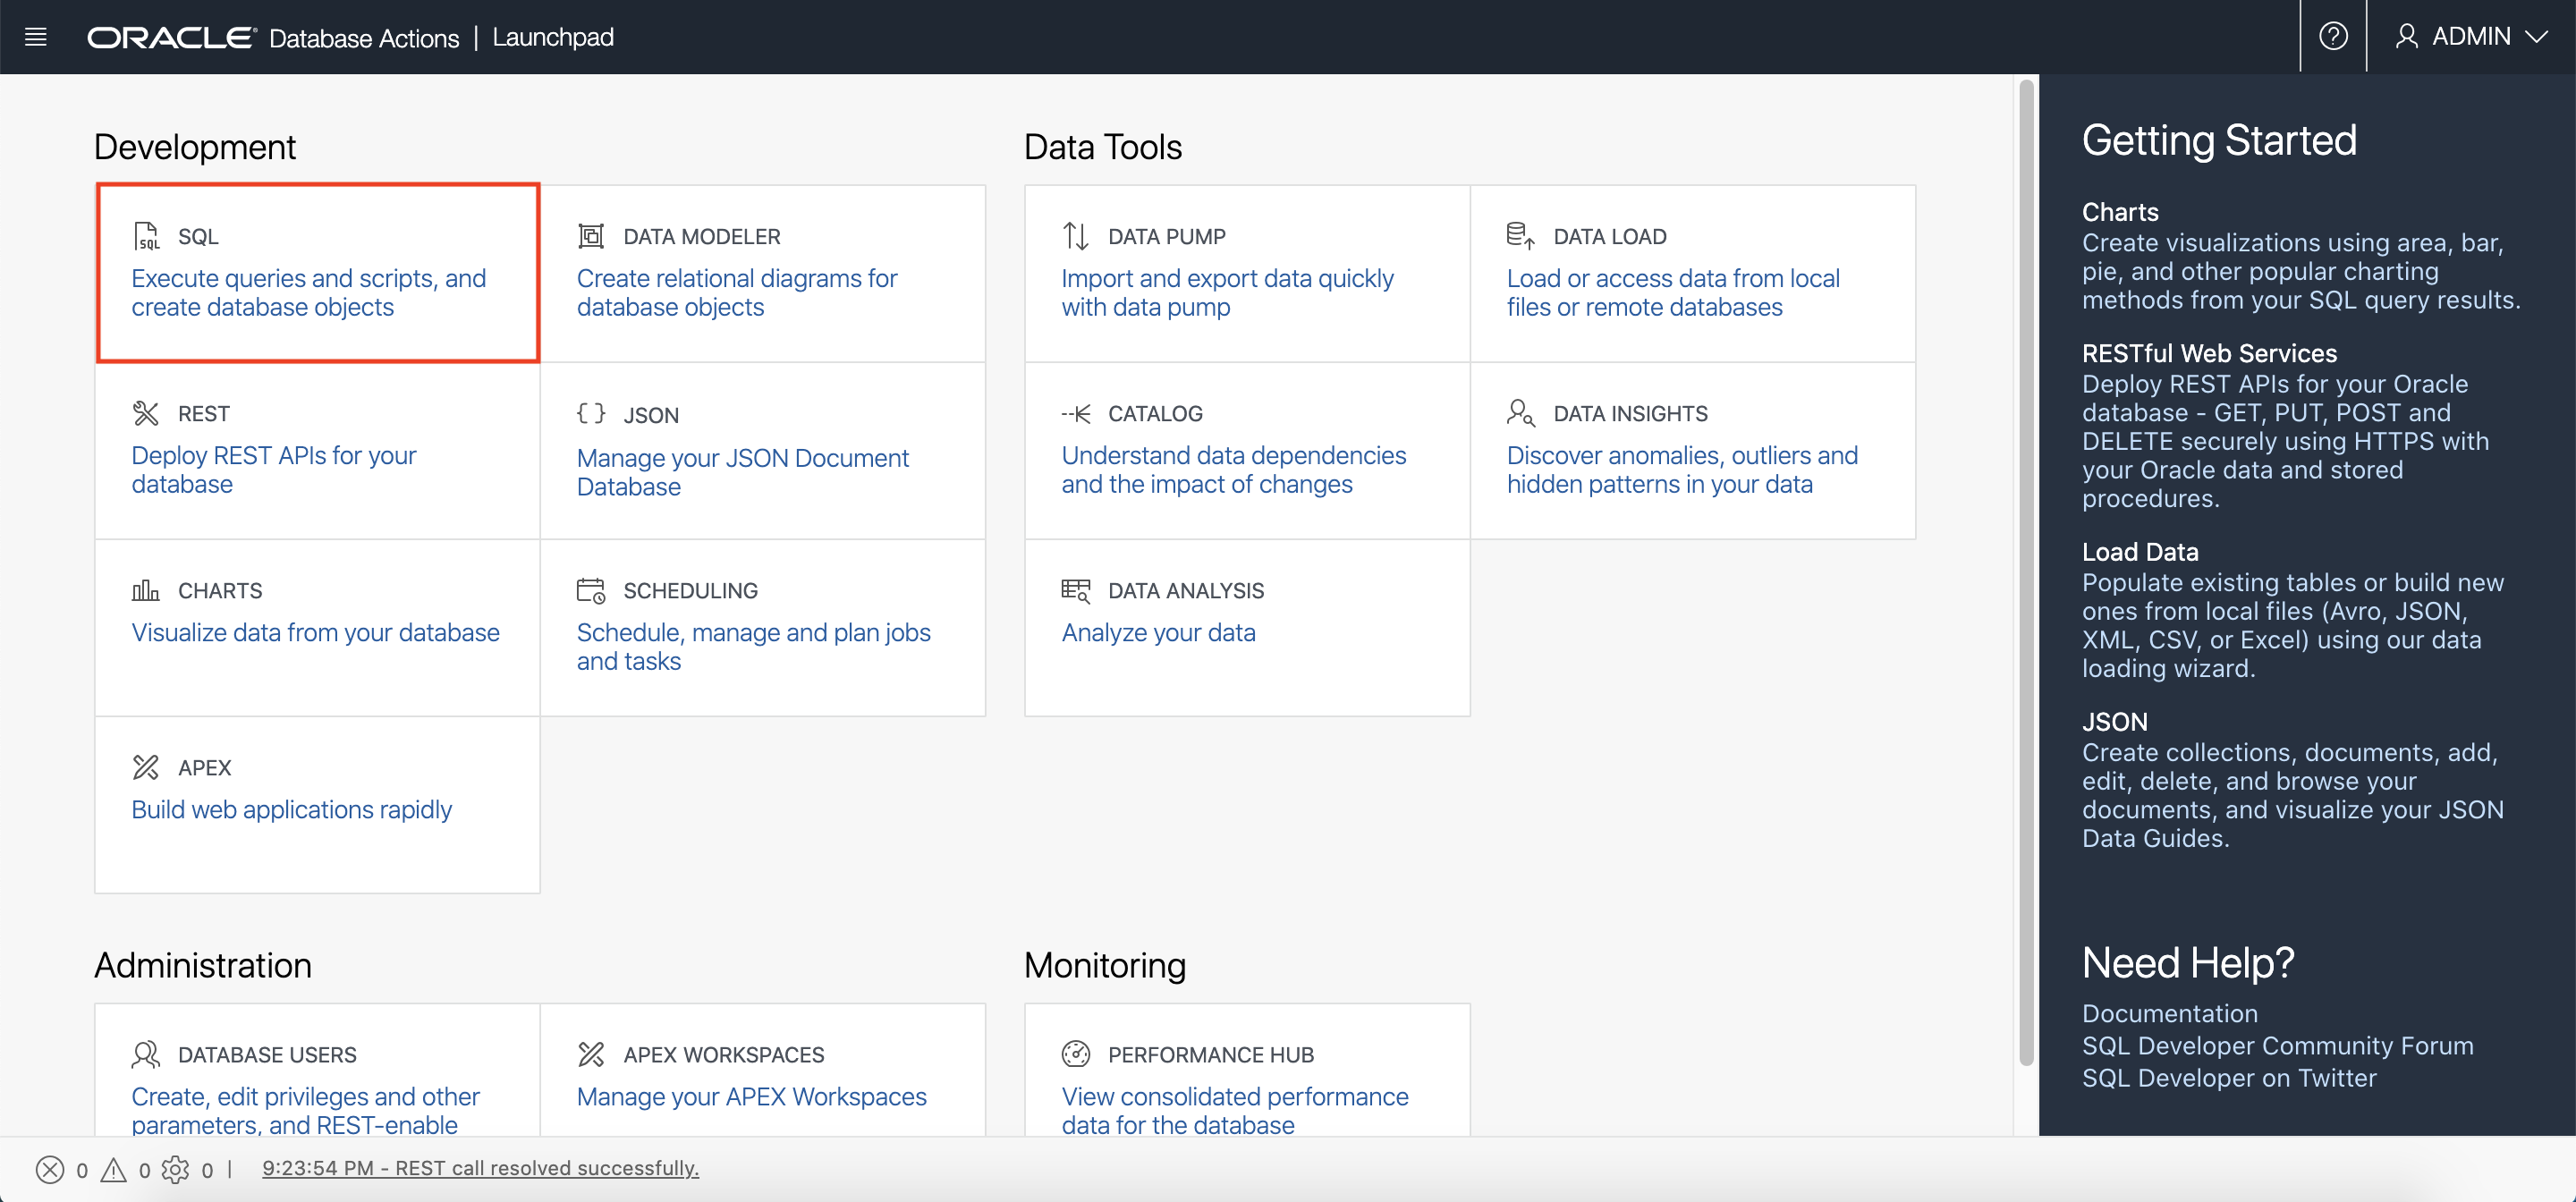 ORACLE® Database Actions | Launchpad
ADMIN
Development
SQL
Execute queries and scripts, and
create database objects
DATA MODELER
Create relational diagrams for
database objects
REST
Deploy REST APIs for your
database
{ } JSON
Manage your JSON Document
Database
CHARTS
Visualize data from your database
SCHEDULING
Schedule, manage and plan jobs
and tasks
APEX
Build web applications rapidly
Data Tools
DATA PUMP
Import and export data quickly
with data pump
DATA LOAD
Load or access data from local
files or remote databases
CATALOG
Understand data dependencies
and the impact of changes
DATA INSIGHTS
Discover anomalies, outliers and
hidden patterns in your data
DATA ANALYSIS
Analyze your data
Administration
DATABASE USERS
Create, edit privileges and other
parameters, and REST-enable
APEX WORKSPACES
Manage your APEX Workspaces
Monitoring
PERFORMANCE HUB
View consolidated performance
data for the database
Getting Started
Charts
Create visualizations using area, bar,
pie, and other popular charting
methods from your SQL query results.
RESTful Web Services
Deploy REST APIs for your Oracle
database - GET, PUT, POST and
DELETE securely using HTTPS with
your Oracle data and stored
procedures.
Load Data
Populate existing tables or build new
ones from local files (Avro, JSON,
XML, CSV, or Excel) using our data
loading wizard.
JSON
Create collections, documents, add,
edit, delete, and browse your
documents, and visualize your JSON
Data Guides.
Need Help?
Documentation
SQL Developer Community Forum
SQL Developer on Twitter
0 0 0 | 9:23:54 PM - REST call resolved successfully.